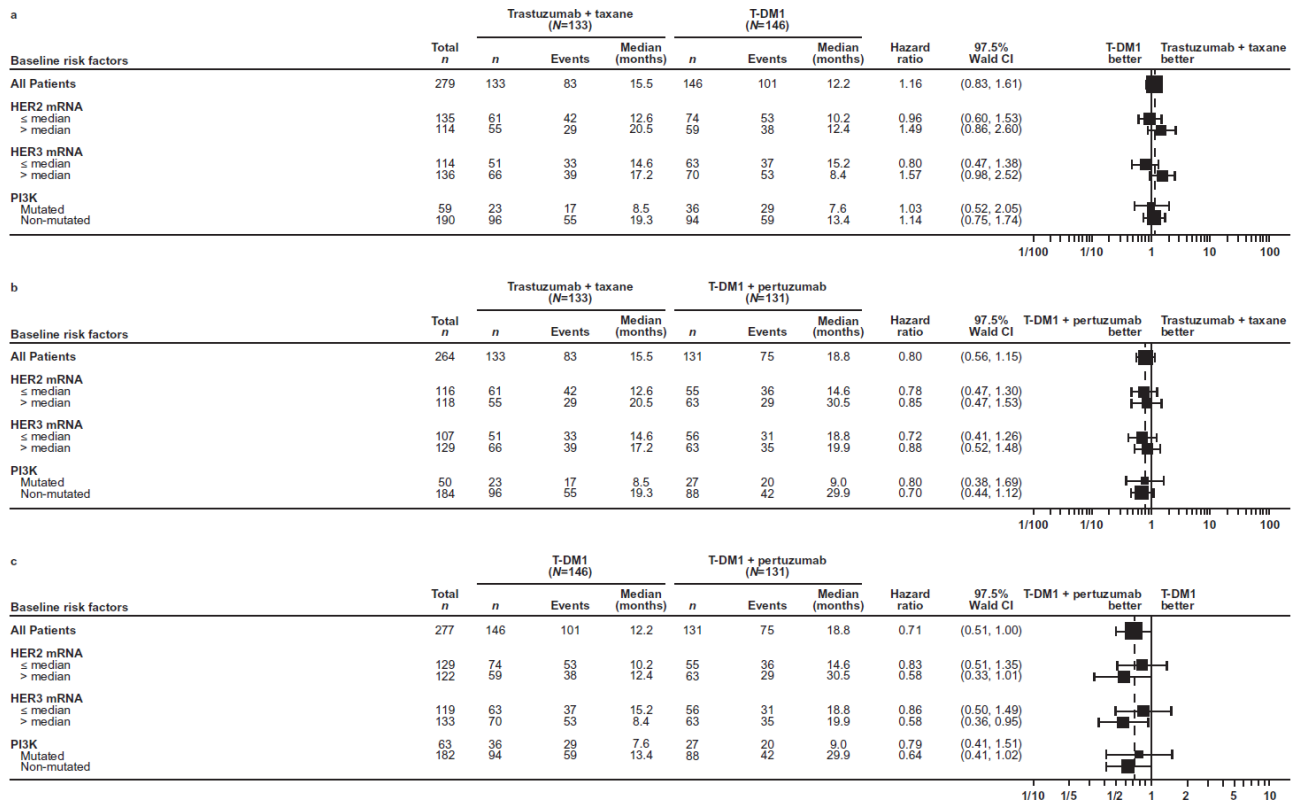 a
Trastuzumab + taxane T-DM1
(N=133) (N=146)
Total Median Median Hazard 97.5% T-DM1 Trastuzumab + taxane
Baseline risk factors n n Events (months) n Events (months) ratio Wald CI better better
All Patients 279 133 83 15.5 146 101 12.2 1.16 (0.83, 1.61)
HER2 mRNA
≤ median 135 61 42 12.6 74 53 10.2 0.96 (0.60, 1.53)
> median 114 55 29 20.5 59 38 12.4 1.49 (0.86, 2.60)
HER3 mRNA
≤ median 114 51 33 14.6 63 37 15.2 0.80 (0.47, 1.38)
> median 136 66 39 17.2 70 53 8.4 1.57 (0.98, 2.52)
PI3K
Mutated 59 23 17 8.5 36 29 7.6 1.03 (0.52, 2.05)
Non-mutated 190 96 55 19.3 94 59 13.4 1.14 (0.75, 1.74)
1/100 1/10 1 10 100
b
Trastuzumab + taxane T-DM1 + pertuzumab
(N=133) (N=131)
Total Median Median Hazard 97.5% T-DM1 + pertuzumab Trastuzumab + taxane
Baseline risk factors n n Events (months) n Events (months) ratio Wald CI better better
All Patients 264 133 83 15.5 131 75 18.8 0.80 (0.56, 1.15)
HER2 mRNA
≤ median 116 61 42 12.6 55 36 14.6 0.78 (0.47, 1.30)
> median 118 55 29 20.5 63 29 30.5 0.85 (0.47, 1.53)
HER3 mRNA
≤ median 107 51 33 14.6 56 31 18.8 0.72 (0.41, 1.26)
> median 129 66 39 17.2 63 35 19.9 0.88 (0.52, 1.48)
PI3K
Mutated 50 23 17 8.5 27 20 9.0 0.80 (0.38, 1.69)
Non-mutated 184 96 55 19.3 88 42 29.9 0.70 (0.44, 1.12)
1/100 1/10 1 10 100
c
T-DM1 T-DM1 + pertuzumab
(N=146) (N=131)
Total Median Median Hazard 97.5% T-DM1 + pertuzumab T-DM1
Baseline risk factors n n Events (months) n Events (months) ratio Wald CI better better
All Patients 277 146 101 12.2 131 75 18.8 0.71 (0.51, 1.00)
HER2 mRNA
≤ median 129 74 53 10.2 55 36 14.6 0.83 (0.51, 1.35)
> median 122 59 38 12.4 63 29 30.5 0.58 (0.33, 1.01)
HER3 mRNA
≤ median 119 63 37 15.2 56 31 18.8 0.86 (0.50, 1.49)
> median 133 70 53 8.4 63 35 19.9 0.58 (0.36, 0.95)
PI3K 63 36 29 7.6 27 20 9.0 0.79 (0.41, 1.51)
Mutated 182 94 59 13.4 88 42 29.9 0.64 (0.41, 1.02)
Non-mutated
1/10 1/5 1/2 1 2 5 10